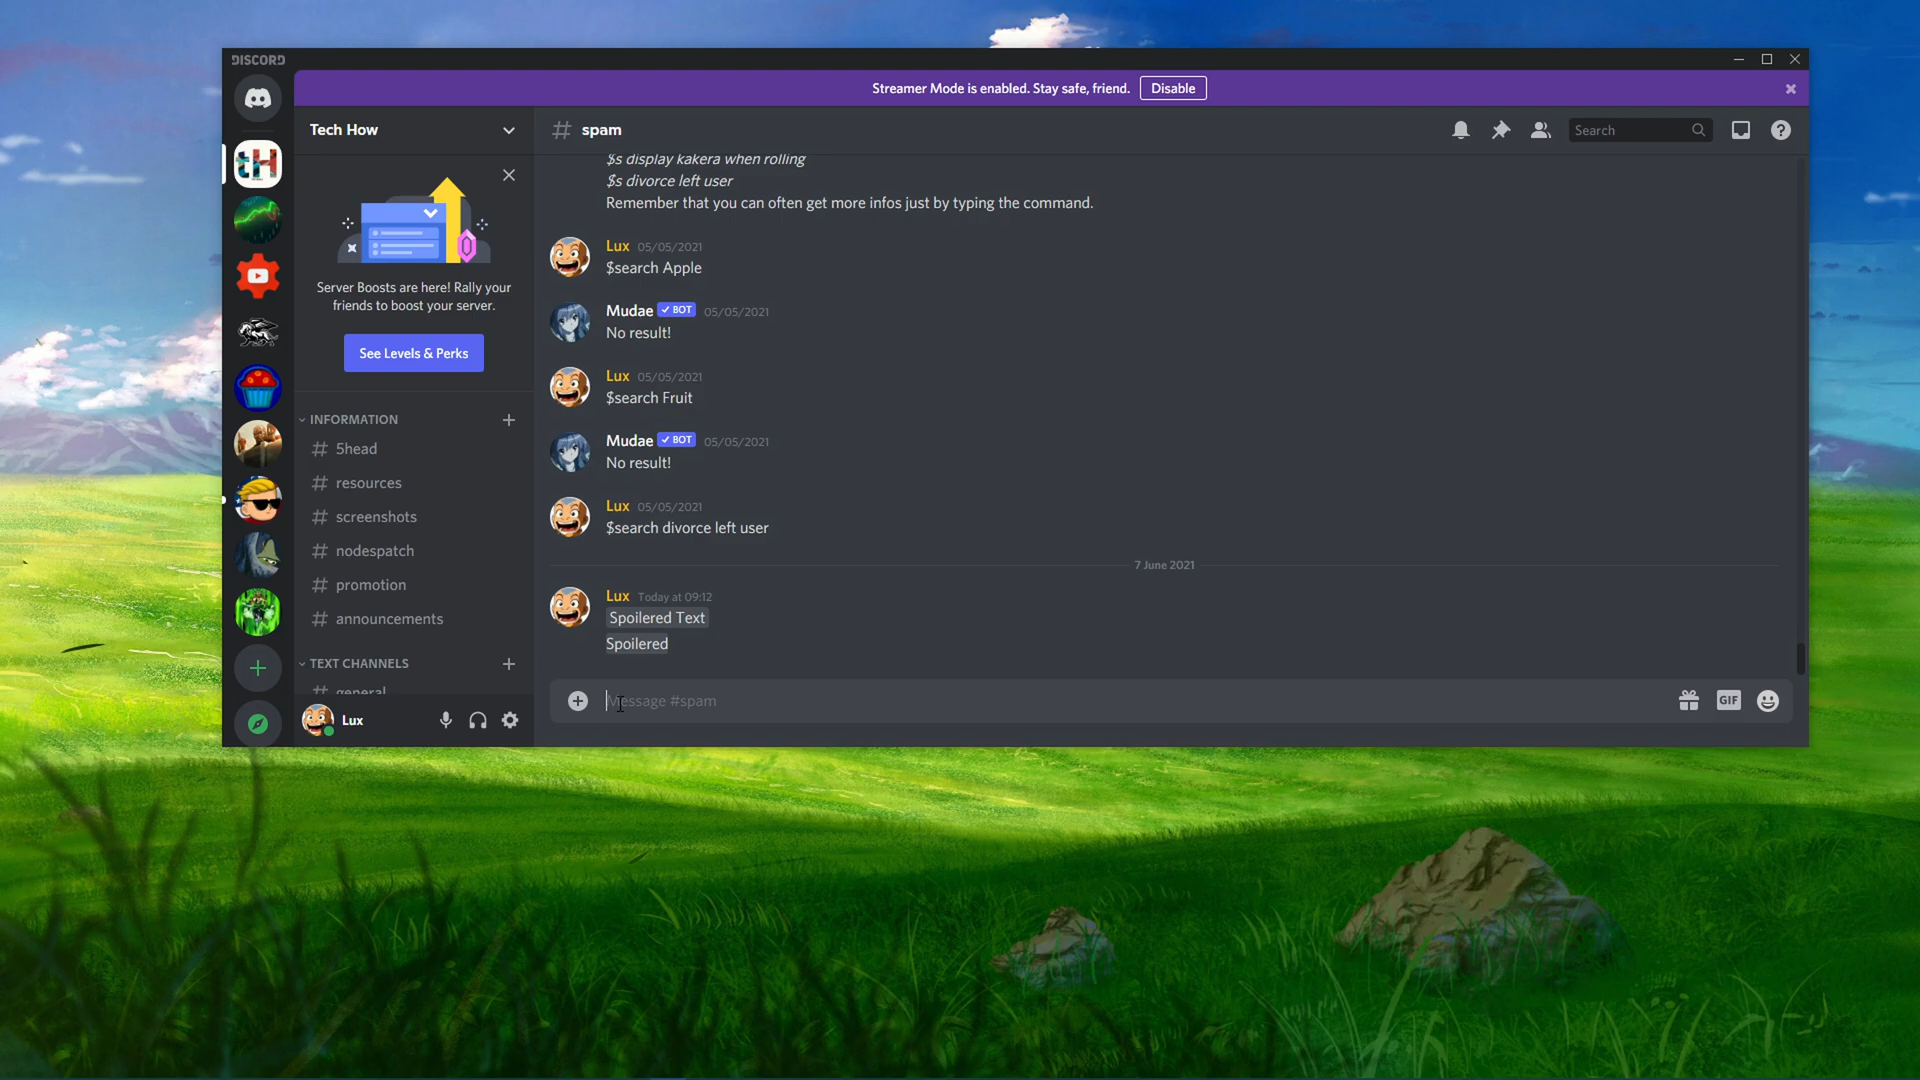 DISCORD
Streamer Mode is enabled. Stay safe, friend. Disable
Tech How
spam
Search
Server Boosts are here! Rally your
friends to boost your server.
See Levels & Perks
INFORMATION
5head
resources
screenshots
nodespatch
promotion
announcements
TEXT CHANNELS
general
Lux
$s display kakera when rolling
$s divorce left user
Remember that you can often get more infos just by typing the command.
Lux 05/05/2021
$search Apple
Mudae ✓ BOT 05/05/2021
No result!
Lux 05/05/2021
$search Fruit
Mudae ✓ BOT 05/05/2021
No result!
Lux 05/05/2021
$search divorce left user
7 June 2021
Lux Today at 09:12
Spoilered Text
Spoilered
Message #spam
GIF